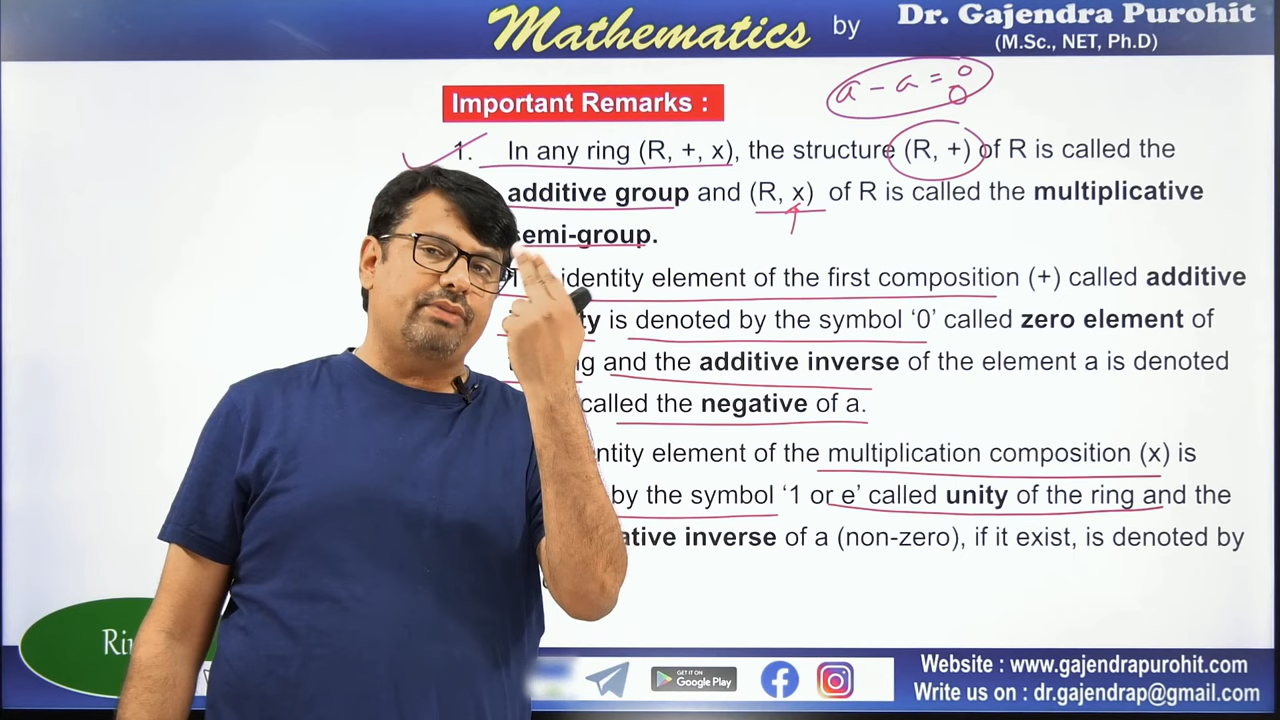 Mathematics by Dr. Gajendra Purohit
(M.Sc., NET, Ph.D)
a - a = 0
0
Important Remarks :
1. In any ring (R, +, x), the structure (R, +) of R is called the
additive group and (R, x) of R is called the multiplicative
semi-group.
identity element of the first composition (+) called additive
is denoted by the symbol ‘0’ called zero element of
and the additive inverse of the element a is denoted
called the negative of a.
element of the multiplication composition (x) is
by the symbol ‘1 or e’ called unity of the ring and the
inverse of a (non-zero), if it exist, is denoted by
GET IT ON
Google Play
Website : www.gajendrapurohit.com
Write us on : dr.gajendrap@gmail.com